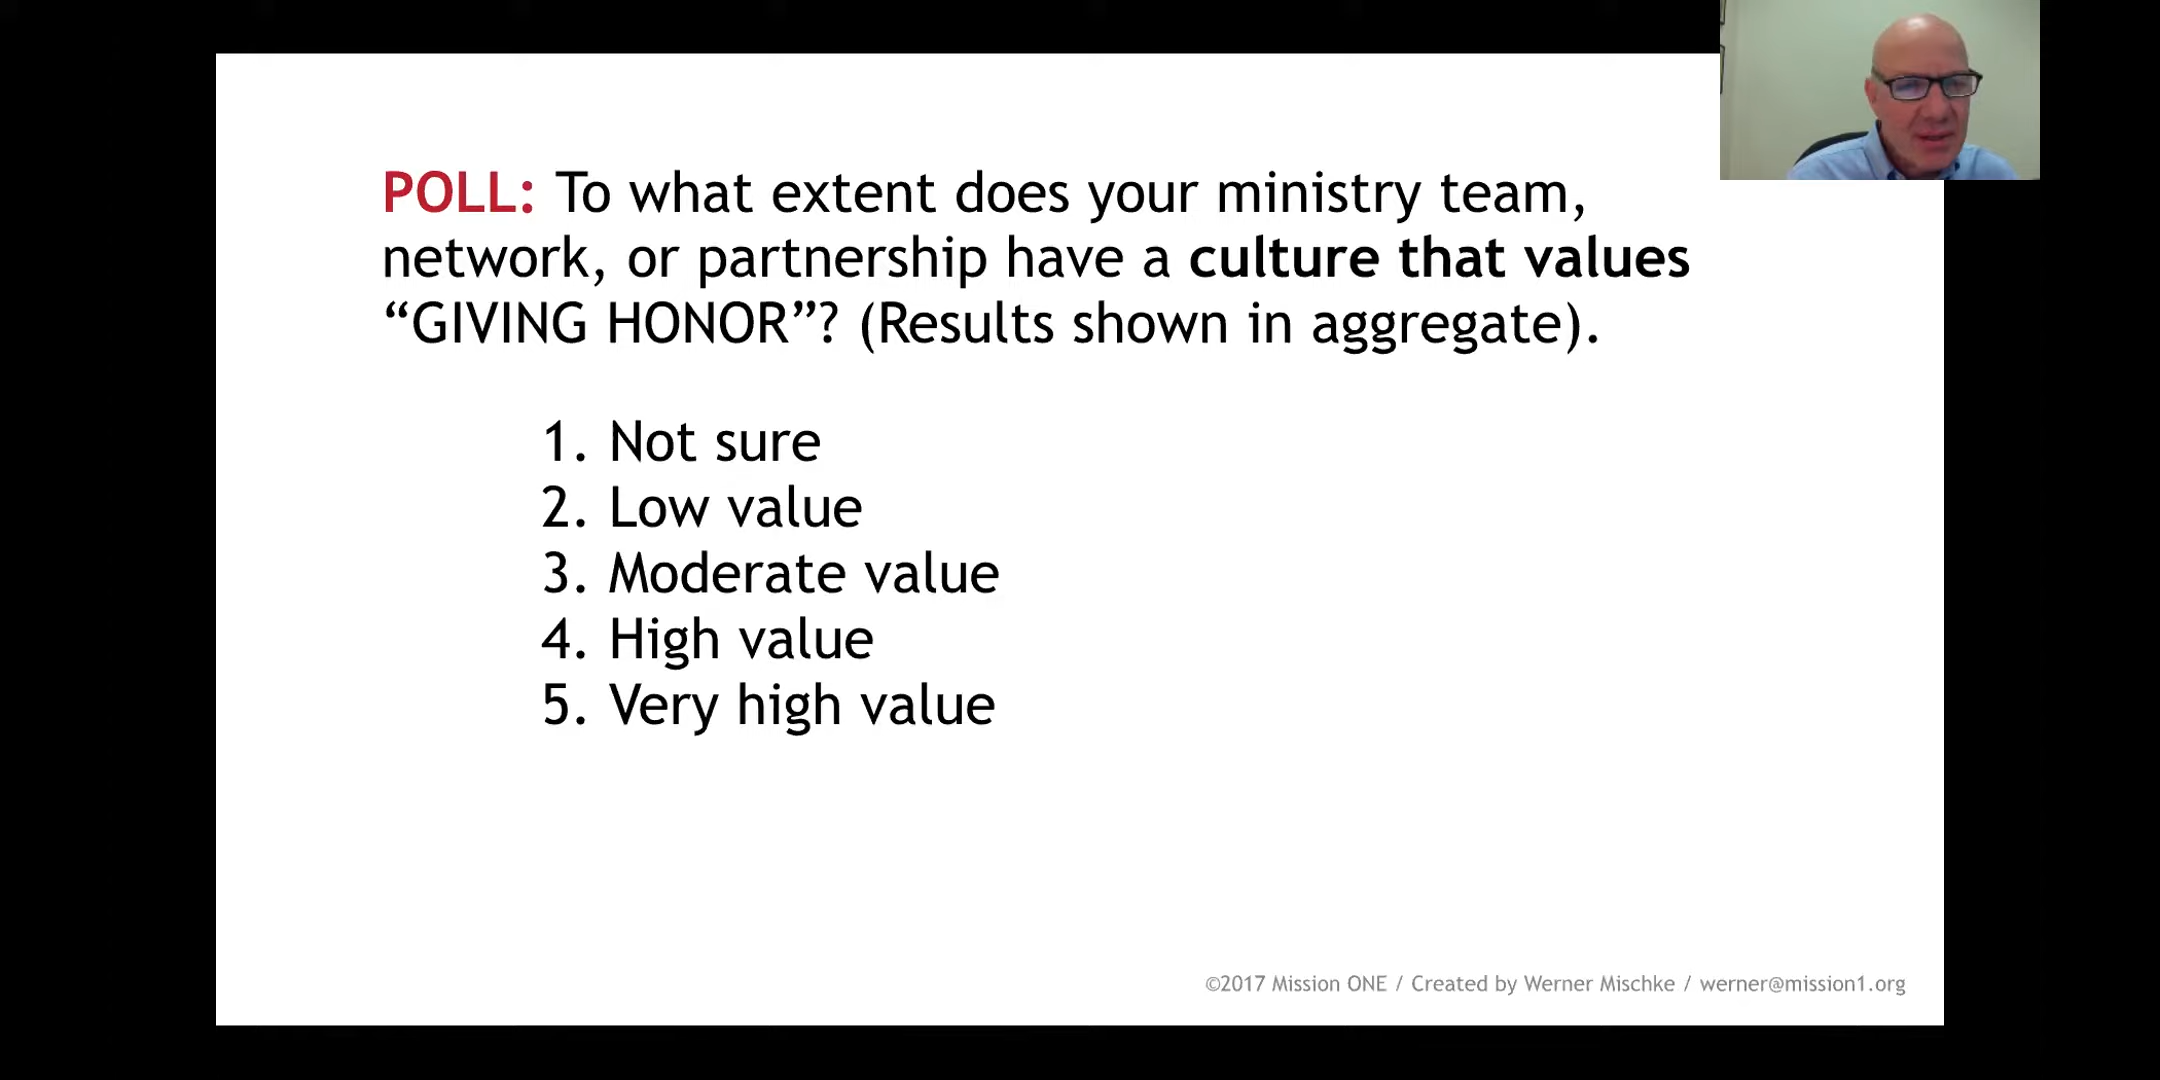 POLL: To what extent does your ministry team,
network, or partnership have a culture that values
“GIVING HONOR”? (Results shown in aggregate).
1. Not sure
2. Low value
3. Moderate value
4. High value
5. Very high value
©2017 Mission ONE / Created by Werner Mischke / werner@mission1.org